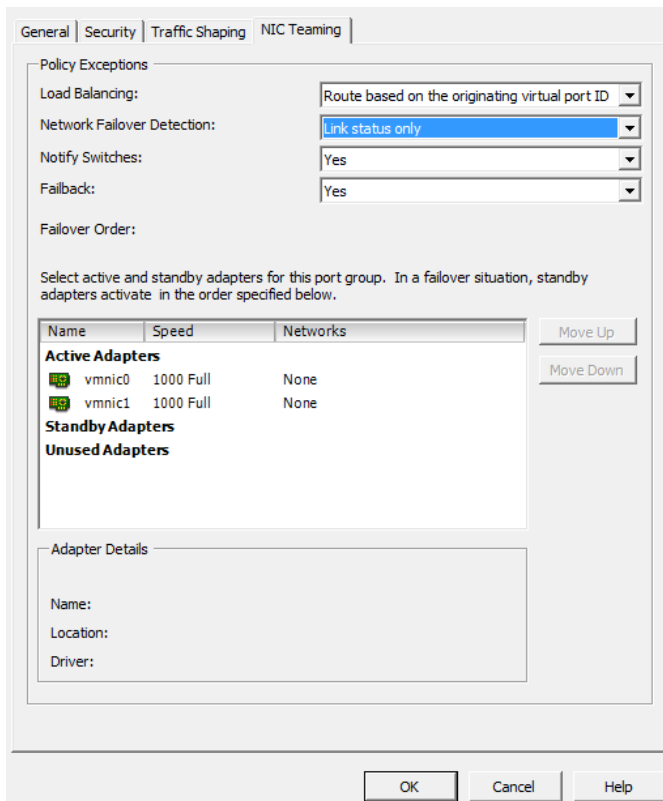 General Security Traffic Shaping NIC Teaming
Policy Exceptions
Load Balancing: Route based on the originating virtual port ID
Network Failover Detection: Link status only
Notify Switches: Yes
Failback: Yes
Failover Order:
Select active and standby adapters for this port group. In a failover situation, standby
adapters activate in the order specified below.
Name Speed Networks Move Up
Active Adapters
vmnic0 1000 Full None Move Down
vmnic1 1000 Full None
Standby Adapters
Unused Adapters
Adapter Details
Name:
Location:
Driver:
OK Cancel Help